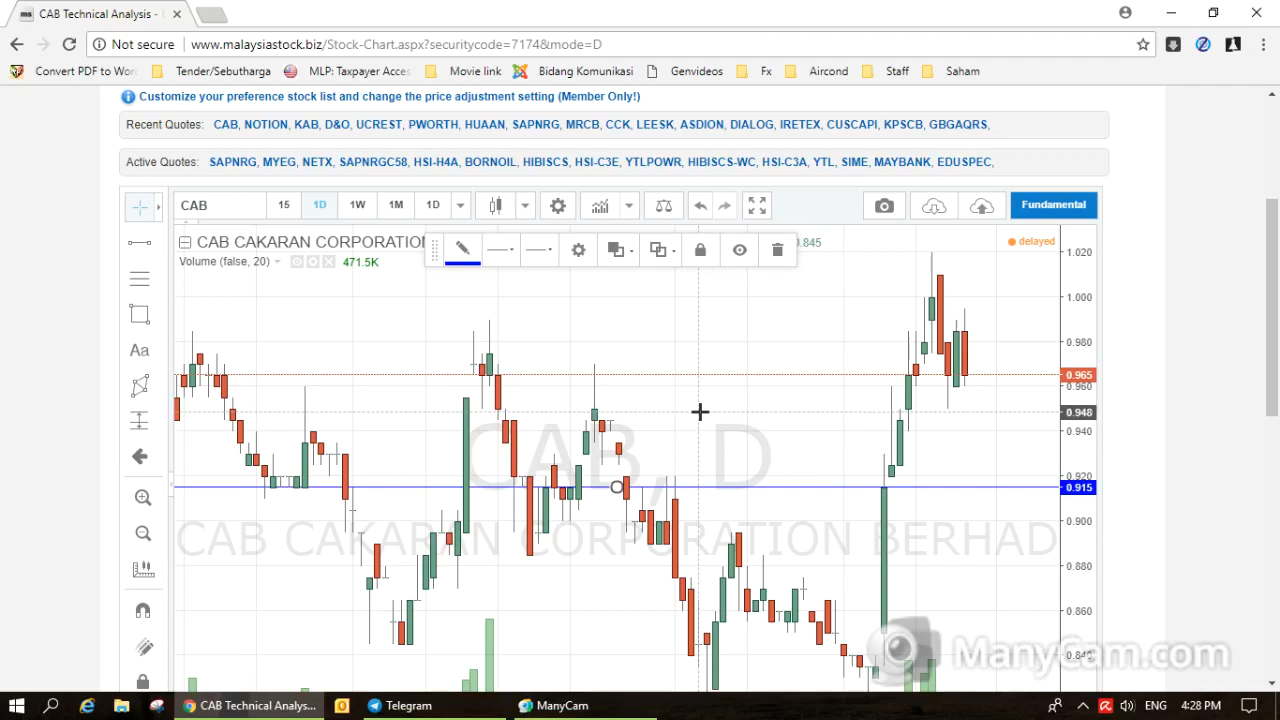 CAB Technical Analysis -
Not secure
www.malaysiastock.biz/Stock-Chart.aspx?securitycode=7174&mode=D
Convert PDF to Word
Tender/Sebutharga
MLP: Taxpayer Acces
Movie link
Bidang Komunikasi
Genvideos
Fx
Aircond
Staff
Saham
Customize your preference stock list and change the price adjustment setting (Member Only!)
Recent Quotes: CAB, NOTION, KAB, D&O, UCREST, PWORTH, HUAAN, SAPNRG, MRCB, CCK, LEESK, ASDION, DIALOG, IRETEX, CUSCAPI, KPSCB, GBGAQRS,
Active Quotes: SAPNRG, MYEG, NETX, SAPNRGC58, HSI-H4A, BORNOIL, HIBISCS, HSI-C3E, YTLPOWR, HIBISCS-WC, HSI-C3A, YTL, SIME, MAYBANK, EDUSPEC,
CAB 15 1D 1W 1M 1D
Fundamental
CAB CAKARAN CORPORATION
0.845
delayed
Volume (false, 20)
471.5K
1.020
1.000
0.980
0.965
0.960
0.948
0.940
0.920
0.915
0.900
0.880
0.860
0.840
Aa
CAB, D
CAB CAKARAN CORPORATION BERHAD
ManyCam.com
CAB Technical Analys...
Telegram
ManyCam
ENG
4:28 PM